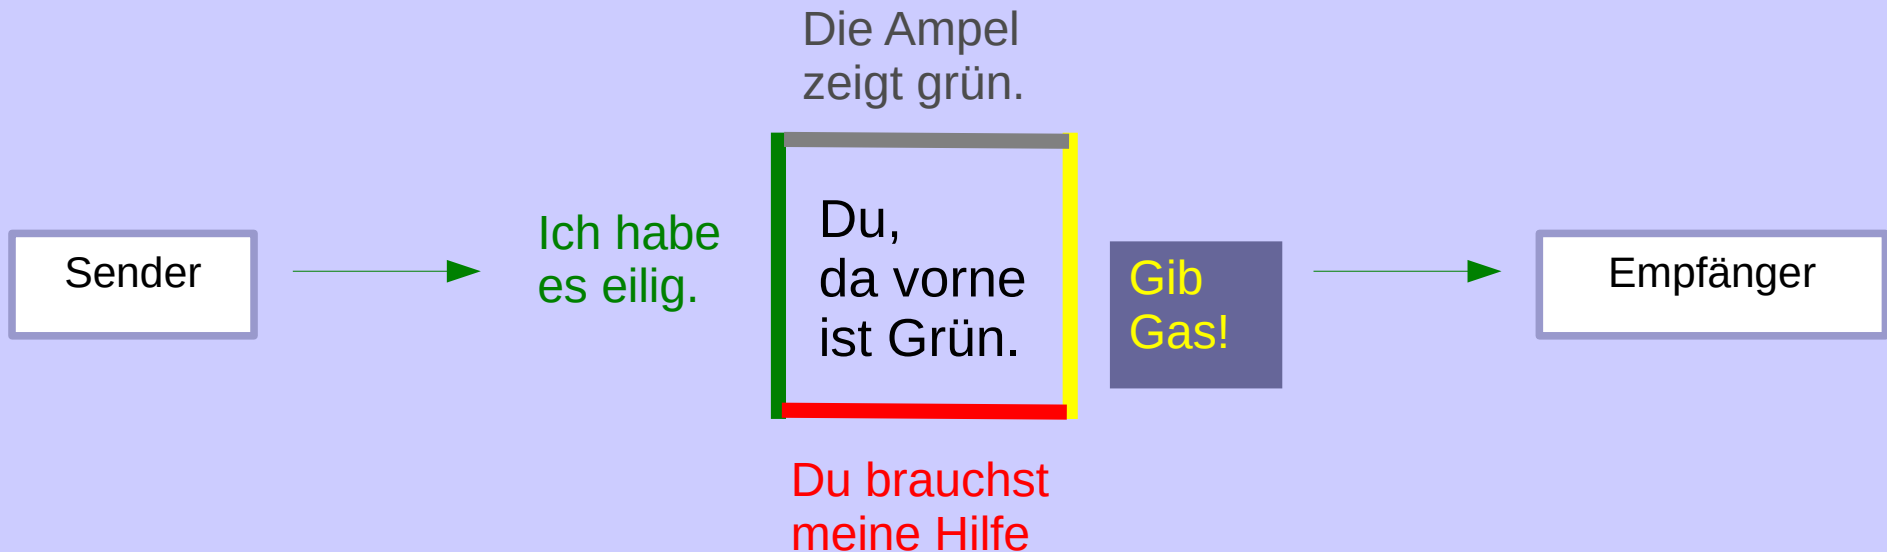 Die Ampel
zeigt grün.
Sender
Ich habe
es eilig.
Du,
da vorne
ist Grün.
Gib
Gas!
Empfänger
Du brauchst
meine Hilfe